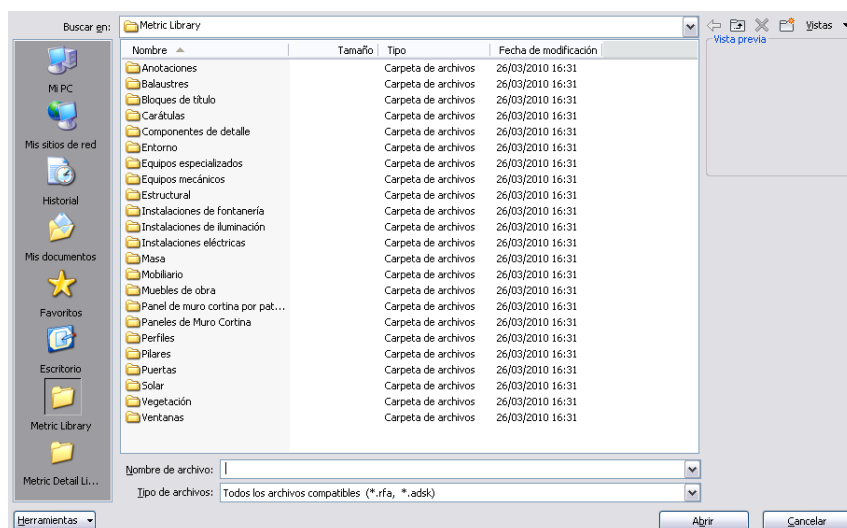 Buscar en: Metric Library Vistas
Vista previa
Nombre Tamaño Tipo Fecha de modificación
Anotaciones Carpeta de archivos 26/03/2010 16:31
Balaustres Carpeta de archivos 26/03/2010 16:31
Bloques de título Carpeta de archivos 26/03/2010 16:31
Carátulas Carpeta de archivos 26/03/2010 16:31
Componentes de detalle Carpeta de archivos 26/03/2010 16:31
Entorno Carpeta de archivos 26/03/2010 16:31
Equipos especializados Carpeta de archivos 26/03/2010 16:31
Equipos mecánicos Carpeta de archivos 26/03/2010 16:31
Estructural Carpeta de archivos 26/03/2010 16:31
Instalaciones de fontanería Carpeta de archivos 26/03/2010 16:31
Instalaciones de iluminación Carpeta de archivos 26/03/2010 16:31
Instalaciones eléctricas Carpeta de archivos 26/03/2010 16:31
Masa Carpeta de archivos 26/03/2010 16:31
Mobiliario Carpeta de archivos 26/03/2010 16:31
Muebles de obra Carpeta de archivos 26/03/2010 16:31
Panel de muro cortina por pat... Carpeta de archivos 26/03/2010 16:31
Paneles de Muro Cortina Carpeta de archivos 26/03/2010 16:31
Perfiles Carpeta de archivos 26/03/2010 16:31
Pilares Carpeta de archivos 26/03/2010 16:31
Puertas Carpeta de archivos 26/03/2010 16:31
Solar Carpeta de archivos 26/03/2010 16:31
Vegetación Carpeta de archivos 26/03/2010 16:31
Ventanas Carpeta de archivos 26/03/2010 16:31
Mi PC
Mis sitios de red
Historial
Mis documentos
Favoritos
Escritorio
Metric Library
Metric Detail Li...
Nombre de archivo:
Tipo de archivos: Todos los archivos compatibles (*.rfa, *.adsk)
Herramientas Abrir Cancelar